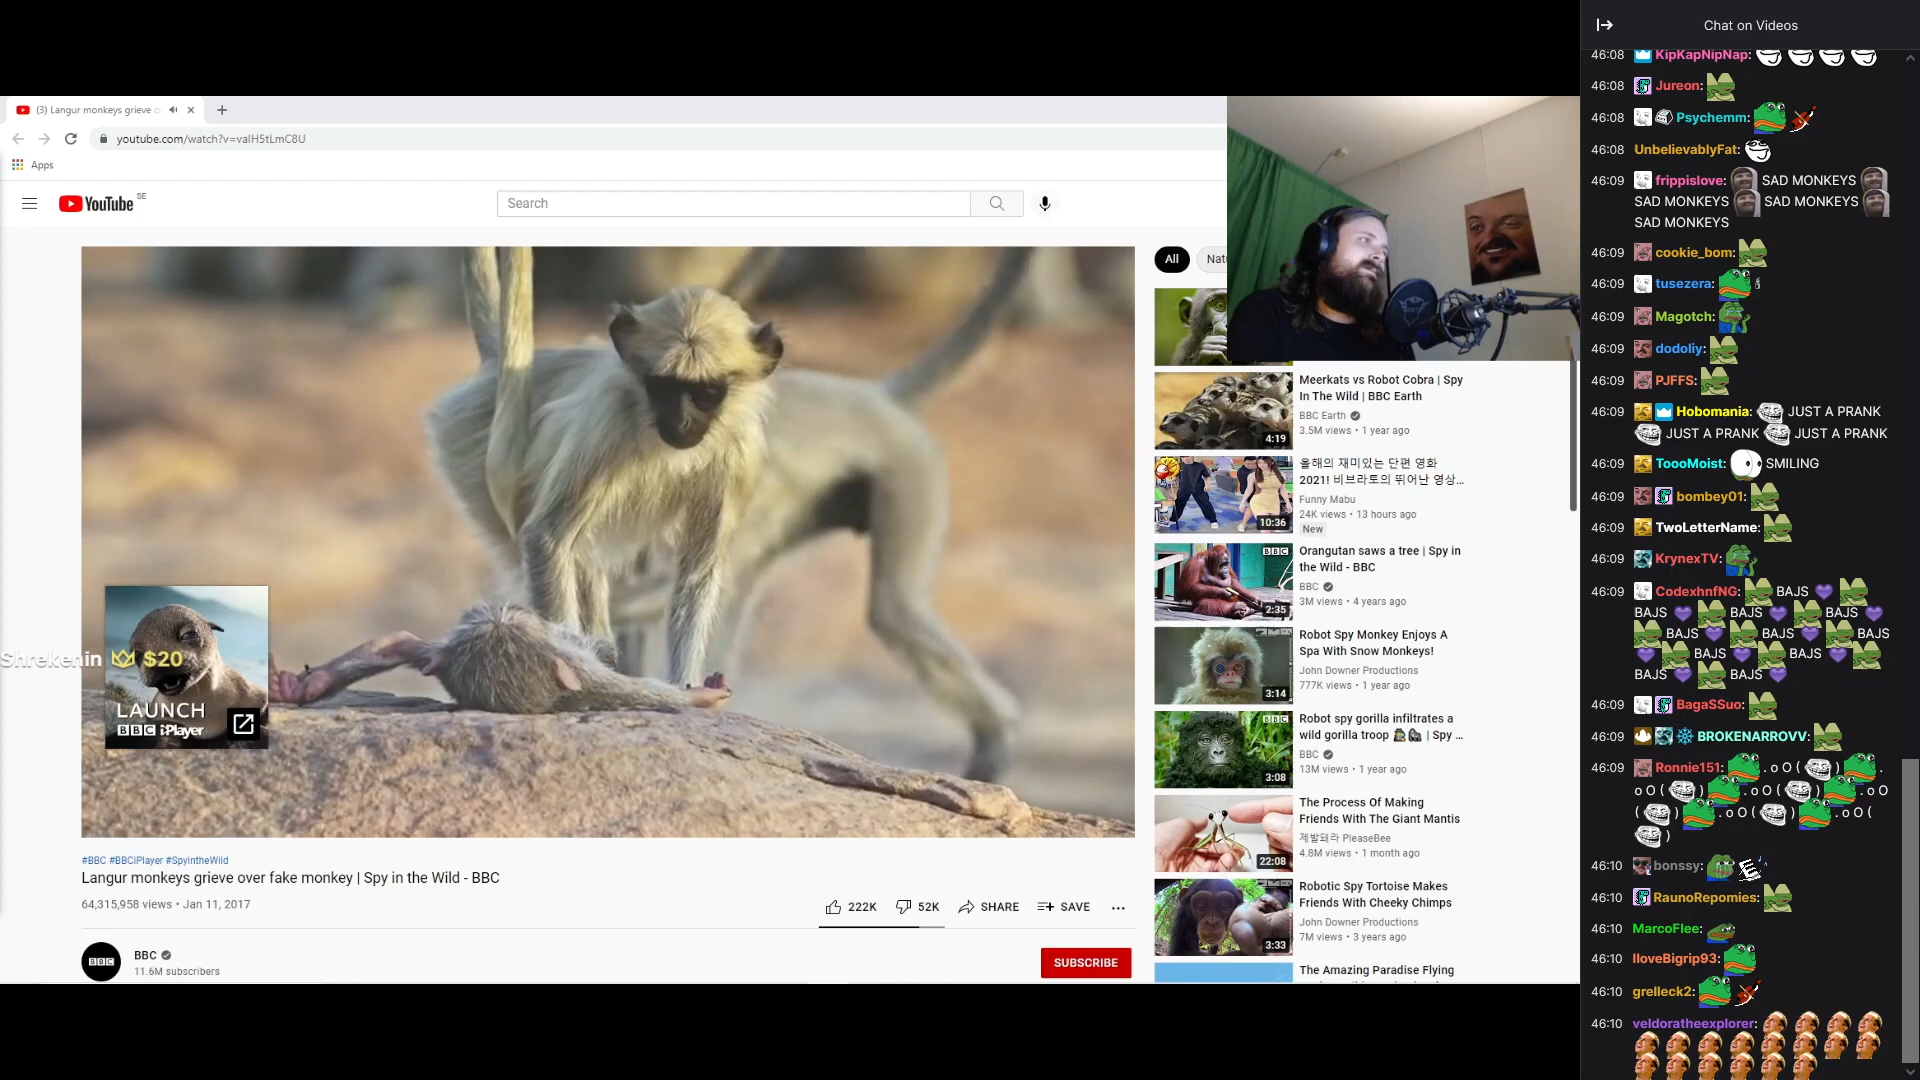 (3) Langur monkeys grieve o
youtube.com/watch?v=vaIH5tLmC8U
Apps
YouTube SE
Search
All
Natu
LAUNCH
BBC iPlayer
Shrekenin $20
#BBC #BBCiPlayer #SpyintheWild
Langur monkeys grieve over fake monkey | Spy in the Wild - BBC
64,315,958 views • Jan 11, 2017
222K
52K
SHARE
SAVE
BBC
BBC
11.6M subscribers
SUBSCRIBE
Meerkats vs Robot Cobra | Spy
In The Wild | BBC Earth
BBC Earth
3.5M views • 1 year ago
4:19
올해의 재미있는 단편 영화
2021! 비브라토의 뛰어난 영상...
Funny Mabu
24K views • 13 hours ago
New
10:36
Orangutan saws a tree | Spy in
the Wild - BBC
BBC
3M views • 4 years ago
BBC
2:35
Robot Spy Monkey Enjoys A
Spa With Snow Monkeys!
John Downer Productions
777K views • 1 year ago
3:14
Robot spy gorilla infiltrates a
wild gorilla troop 🕵️🦍 | Spy ...
BBC
13M views • 1 year ago
BBC
3:08
The Process Of Making
Friends With The Giant Mantis
제발돼라 PleaseBee
4.8M views • 1 month ago
22:08
Robotic Spy Tortoise Makes
Friends With Cheeky Chimps
John Downer Productions
7M views • 3 years ago
3:33
The Amazing Paradise Flying
Chat on Videos
46:08 KipKapNipNap:
46:08 Jureon:
46:08 Psychemm:
46:08 UnbelievablyFat:
46:09 frippislove: SAD MONKEYS
SAD MONKEYS SAD MONKEYS
SAD MONKEYS
46:09 cookie_bom:
46:09 tusezera:
46:09 Magotch:
46:09 dodoliy:
46:09 PJFFS:
46:09 Hobomania: JUST A PRANK
JUST A PRANK JUST A PRANK
46:09 ToooMoist: SMILING
46:09 bombey01:
46:09 TwoLetterName:
46:09 KrynexTV:
46:09 CodexhnfNG: BAJS 💜
BAJS 💜 BAJS 💜 BAJS 💜
BAJS 💜 BAJS 💜 BAJS
💜 BAJS 💜 BAJS 💜
BAJS 💜 BAJS 💜
46:09 BagaSSuo:
46:09 BROKENARROVV:
46:09 Ronnie151: . o O ( ) .
o O ( ) . o O ( ) . o O
( ) . o O ( ) . o O (
)
46:10 bonssy:
46:10 RaunoRepomies:
46:10 MarcoFlee:
46:10 IloveBigrip93:
46:10 grelleck2:
46:10 veldoratheexplorer: